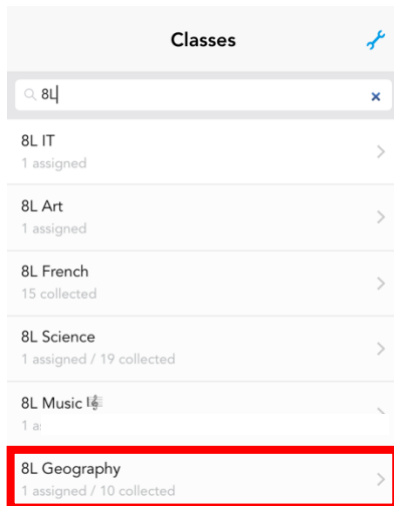 Classes
8L
8L IT
1 assigned
8L Art
1 assigned
8L French
15 collected
8L Science
1 assigned / 19 collected
8L Music 🎼
1 a
8L Geography
1 assigned / 10 collected